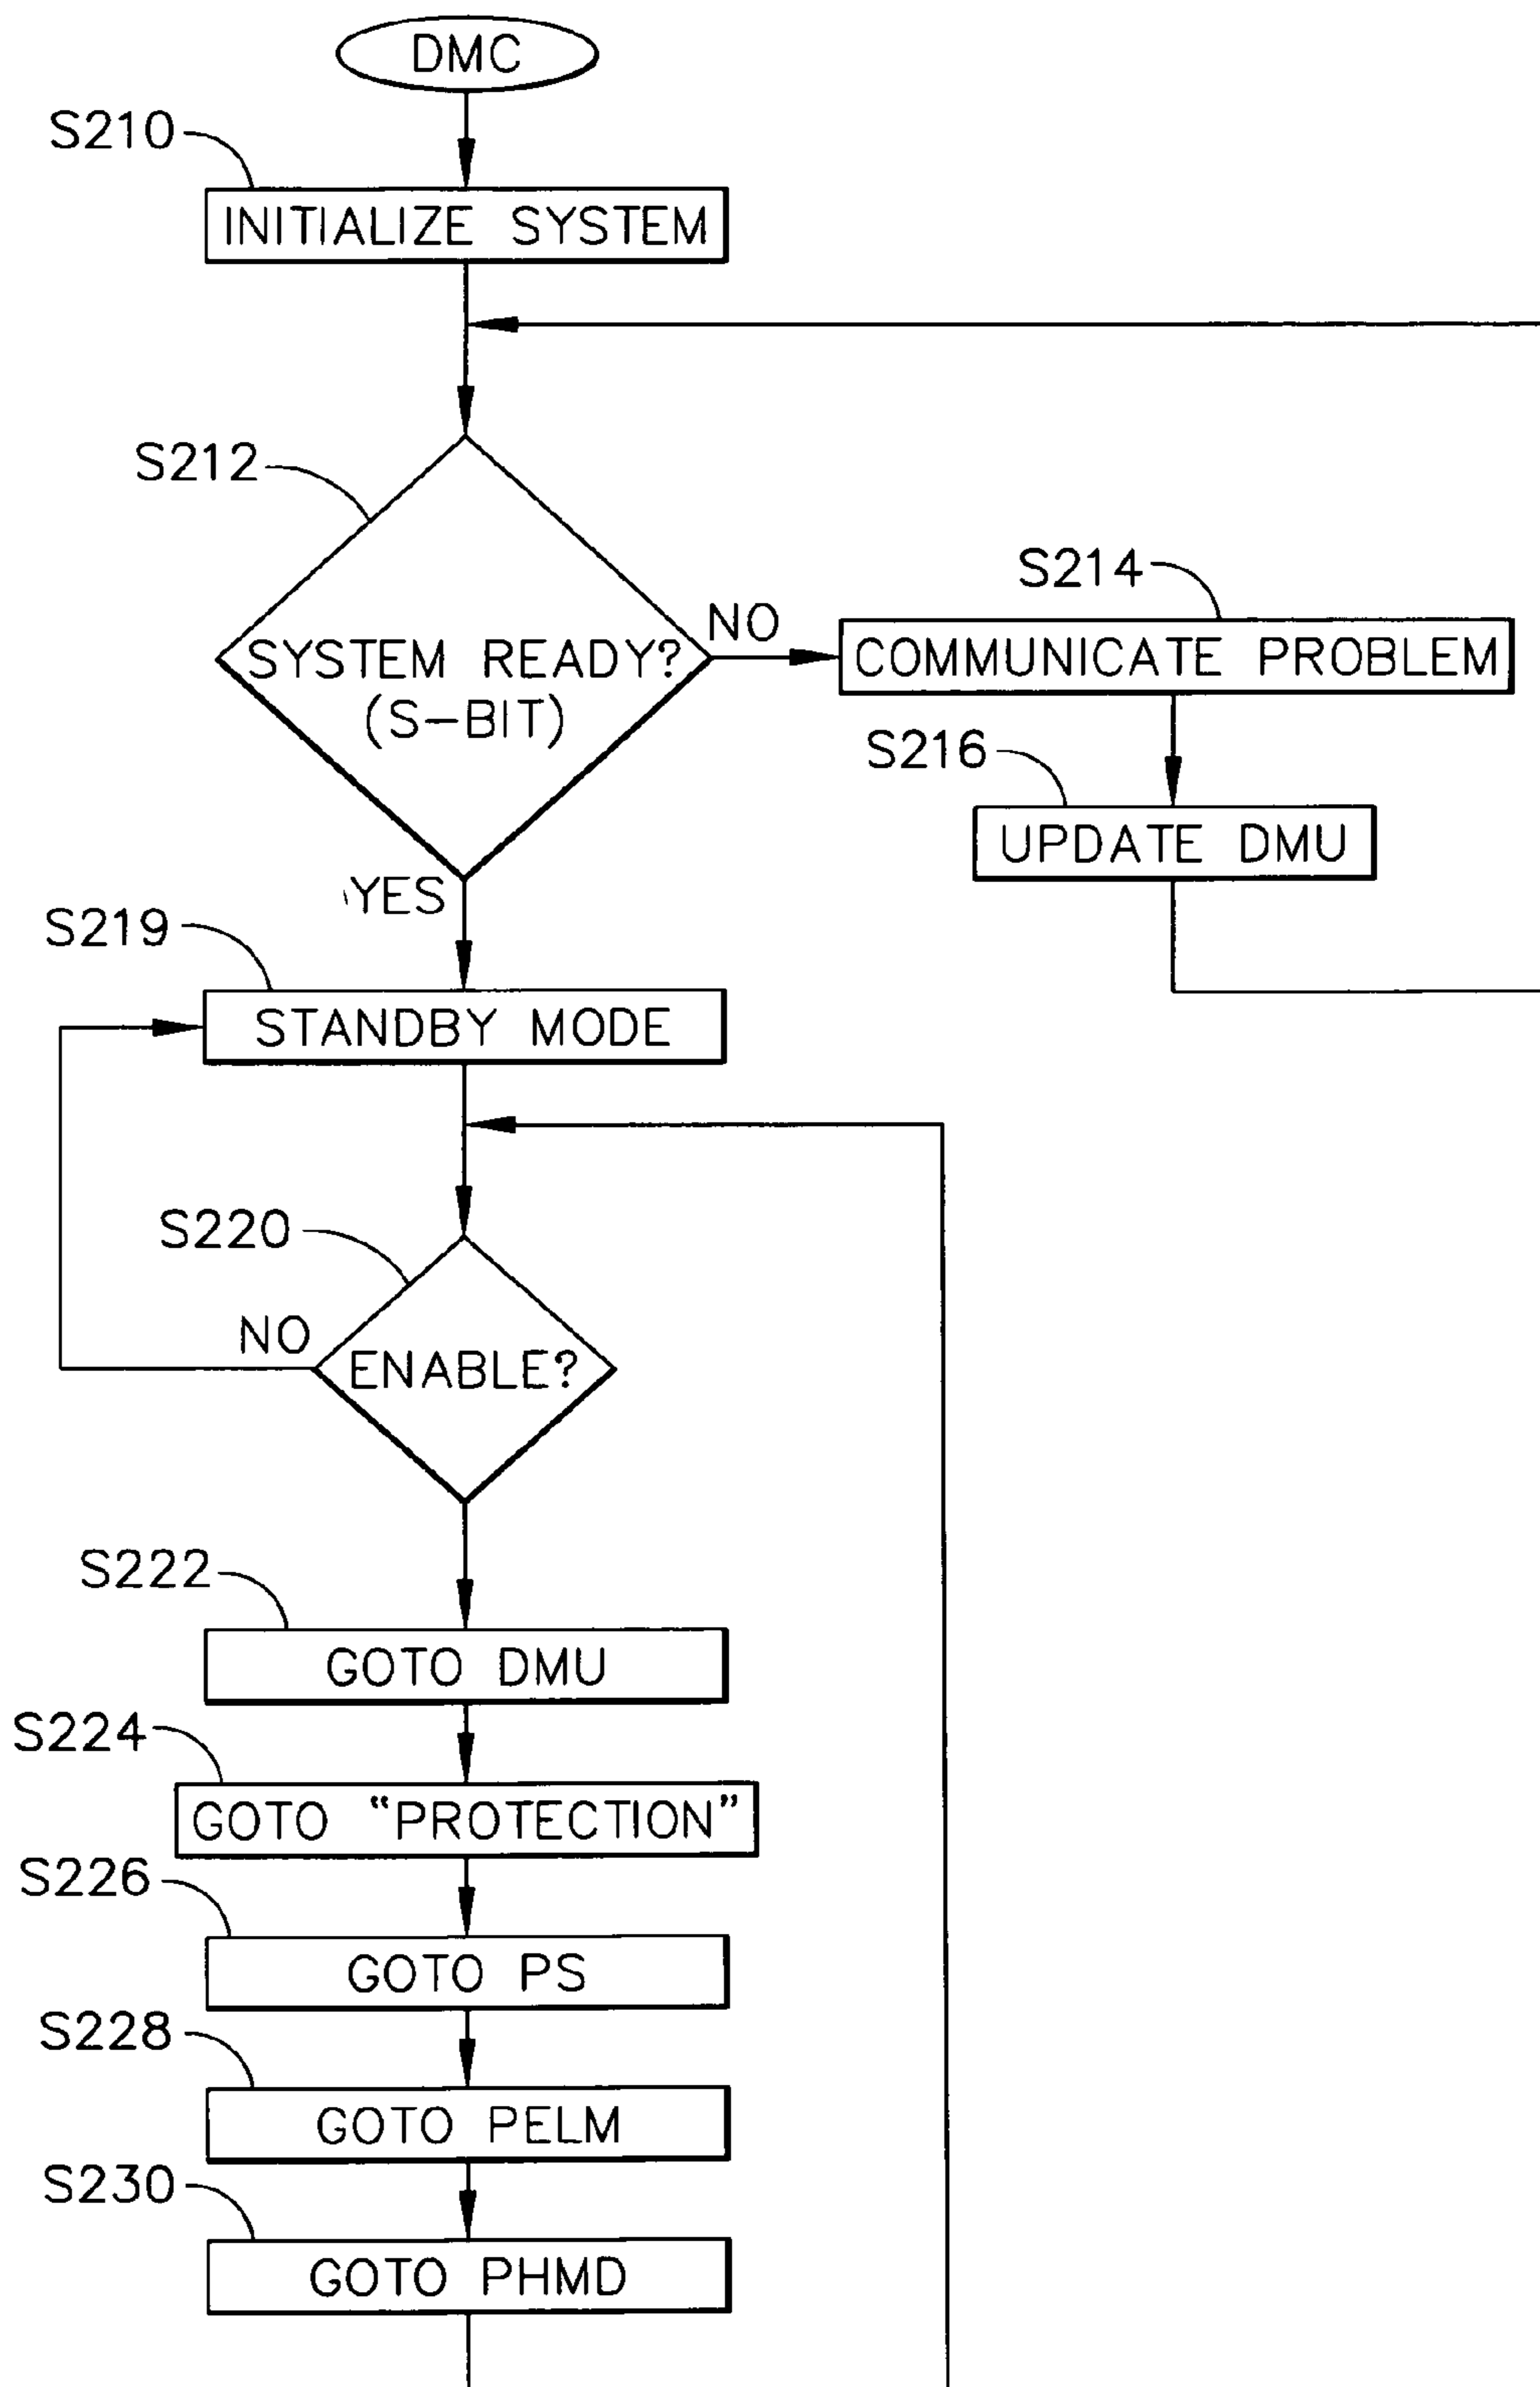 DMC
S210
INITIALIZE SYSTEM
S212
SYSTEM READY?
(S-BIT)
NO
S214
COMMUNICATE PROBLEM
S216
UPDATE DMU
YES
S219
STANDBY MODE
S220
NO
ENABLE?
S222
GOTO DMU
S224
GOTO “PROTECTION”
S226
GOTO PS
S228
GOTO PELM
S230
GOTO PHMD